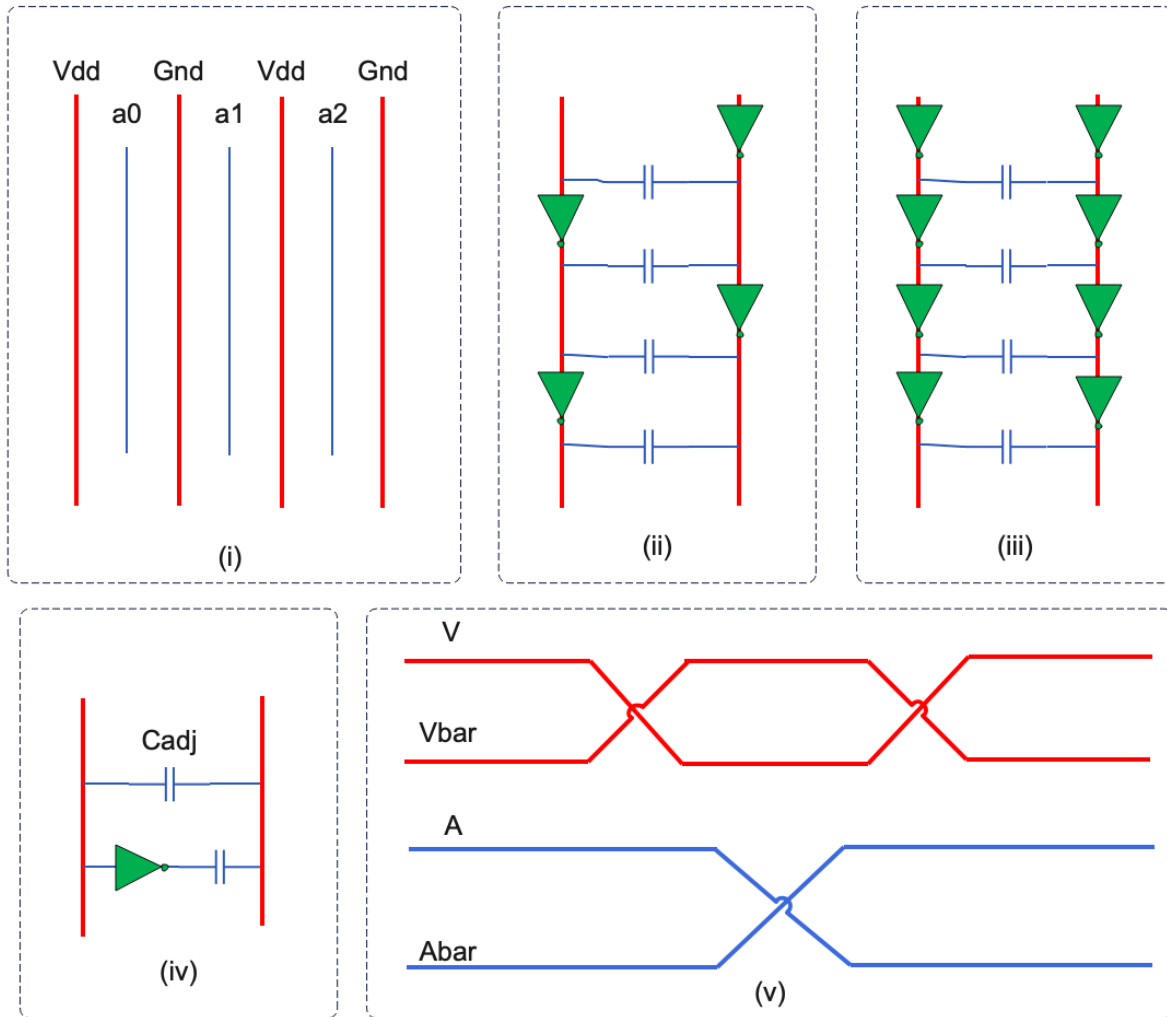 Vdd Gnd Vdd Gnd
a0 a1 a2
(i)
(ii)
(iii)
Cadj
(iv)
V
Vbar
A
Abar
(v)